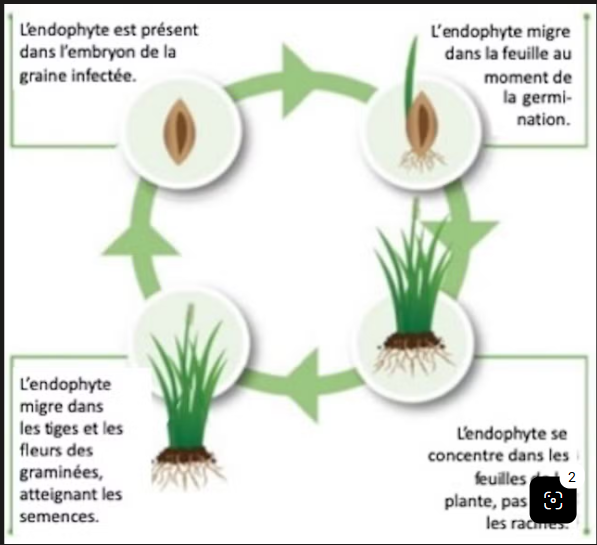 L'endophyte est présent
dans l'embryon de la
graine infectée.
L'endophyte migre
dans la feuille au
moment de
la germi-
nation.
L'endophyte
migre dans
les tiges et les
fleurs des
graminées,
atteignant les
semences.
L'endophyte se
concentre dans les
feuilles
plante, pas
les racines.
2